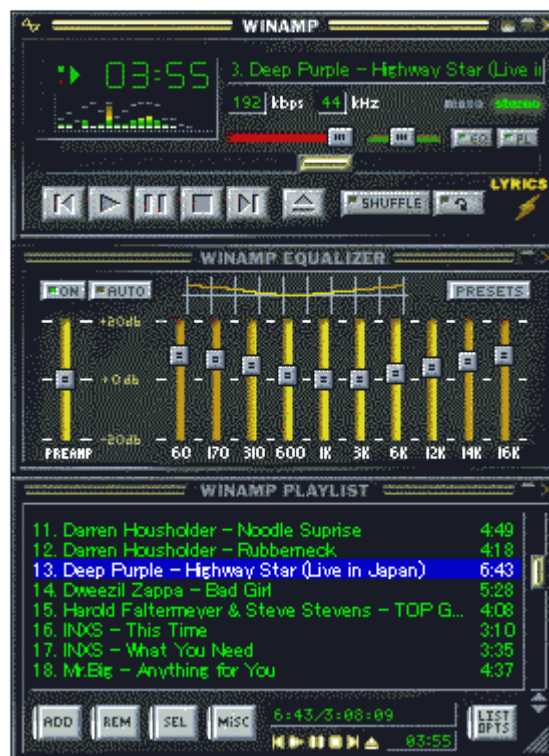 WINAMP
03:55
3. Deep Purple - Highway Star (Live in
192 kbps 44 kHz mono stereo
EQ PL
LYRICS
SHUFFLE
WINAMP EQUALIZER
ON AUTO PRESETS
+20db
+0db
-20db
PREAMP 60 170 310 600 1K 3K 6K 12K 14K 16K
WINAMP PLAYLIST
11. Darren Housholder - Noodle Suprise 4:49
12. Darren Housholder - Rubberneck 4:18
13. Deep Purple - Highway Star (Live in Japan) 6:43
14. Dweezil Zappa - Bad Girl 5:28
15. Harold Faltermeyer & Steve Stevens - TOP G... 4:08
16. INXS - This Time 3:10
17. INXS - What You Need 3:35
18. Mr.Big - Anything for You 4:37
ADD REM SEL MISC 6:43/3:08:09 LIST OPTS
03:55